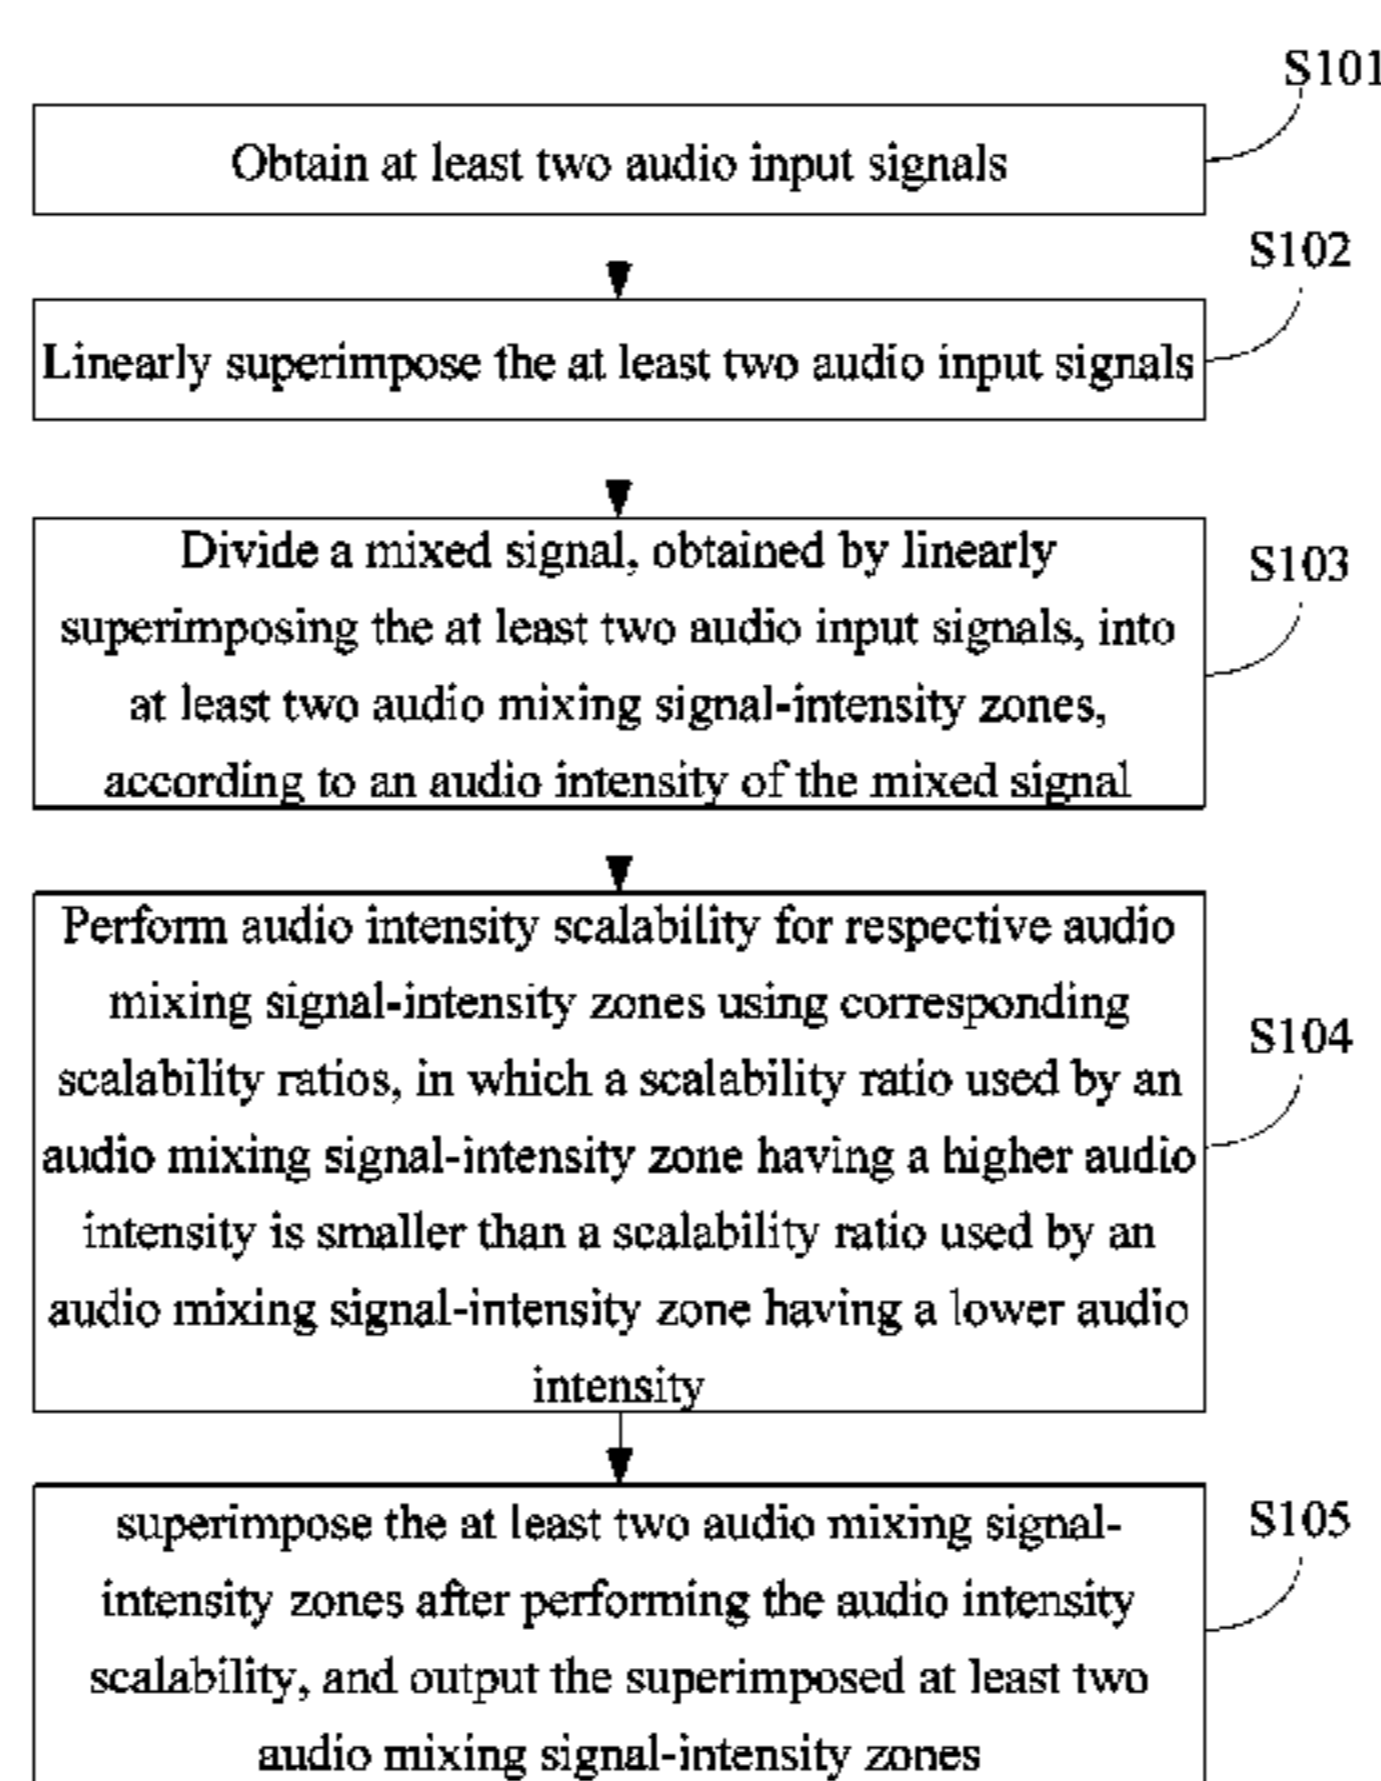 S101
Obtain at least two audio input signals
S102
Linearly superimpose the at least two audio input signals
Divide a mixed signal, obtained by linearly
superimposing the at least two audio input signals, into
at least two audio mixing signal-intensity zones,
according to an audio intensity of the mixed signal
S103
Perform audio intensity scalability for respective audio
mixing signal-intensity zones using corresponding
scalability ratios, in which a scalability ratio used by an
audio mixing signal-intensity zone having a higher audio
intensity is smaller than a scalability ratio used by an
audio mixing signal-intensity zone having a lower audio
intensity
S104
superimpose the at least two audio mixing signal-
intensity zones after performing the audio intensity
scalability, and output the superimposed at least two
audio mixing signal-intensity zones
S105